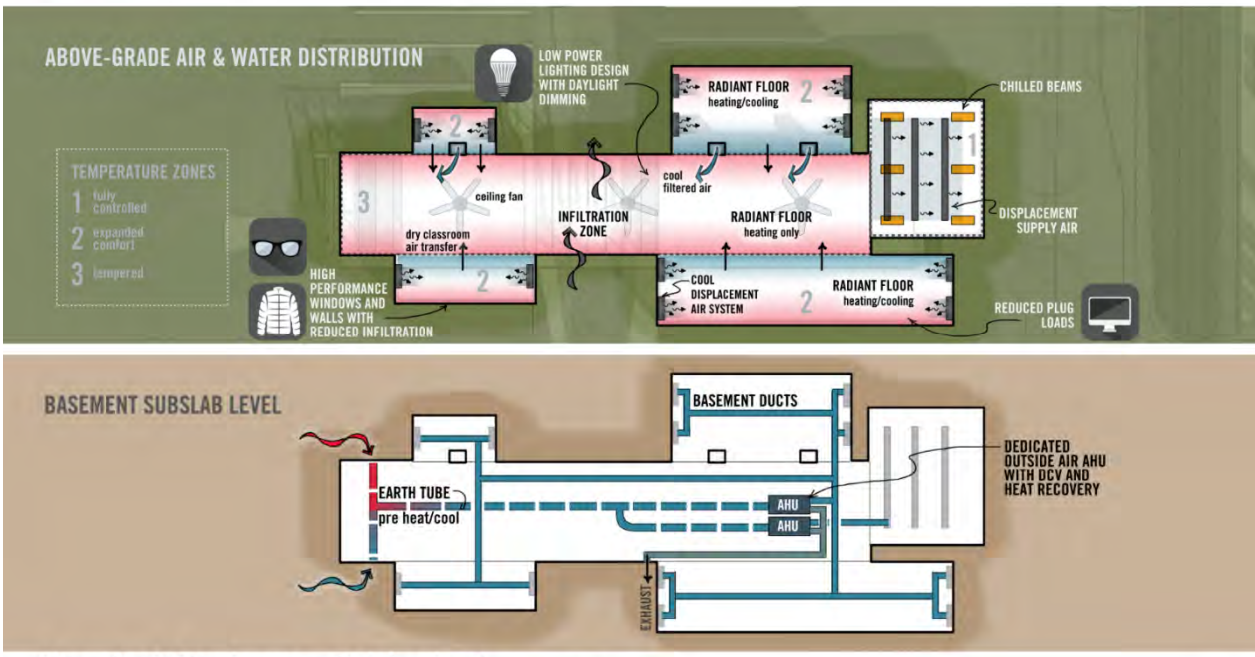 ABOVE-GRADE AIR & WATER DISTRIBUTION
LOW POWER
LIGHTING DESIGN
WITH DAYLIGHT
DIMMING
RADIANT FLOOR
heating/cooling
2
CHILLED BEAMS
1
2
TEMPERATURE ZONES
1 fully
controlled
2 expanded
comfort
3 tempered
3
ceiling fan
cool
filtered air
INFILTRATION
ZONE
RADIANT FLOOR
heating only
DISPLACEMENT
SUPPLY AIR
dry classroom
air transfer
2
HIGH
PERFORMANCE
WINDOWS AND
WALLS WITH
REDUCED INFILTRATION
COOL
DISPLACEMENT
AIR SYSTEM
2
RADIANT FLOOR
heating/cooling
REDUCED PLUG
LOADS
BASEMENT SUBSLAB LEVEL
BASEMENT DUCTS
DEDICATED
OUTSIDE AIR AHU
WITH DCV AND
HEAT RECOVERY
EARTH TUBE
pre heat/cool
AHU
AHU
EXHAUST